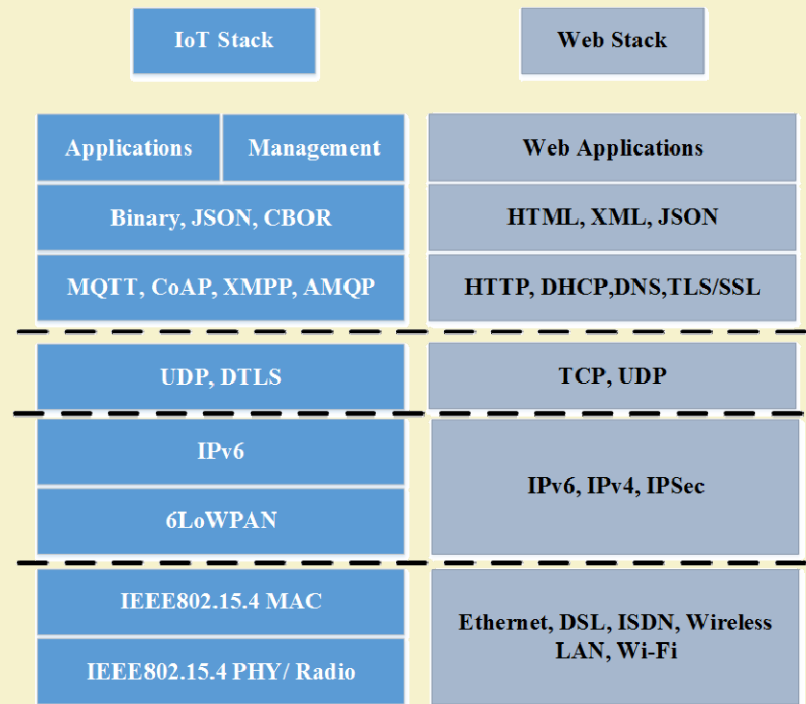 IoT Stack
Web Stack
Applications
Management
Web Applications
Binary, JSON, CBOR
HTML, XML, JSON
MQTT, CoAP, XMPP, AMQP
HTTP, DHCP,DNS,TLS/SSL
UDP, DTLS
TCP, UDP
IPv6
6LoWPAN
IPv6, IPv4, IPSec
IEEE802.15.4 MAC
IEEE802.15.4 PHY/ Radio
Ethernet, DSL, ISDN, Wireless
LAN, Wi-Fi